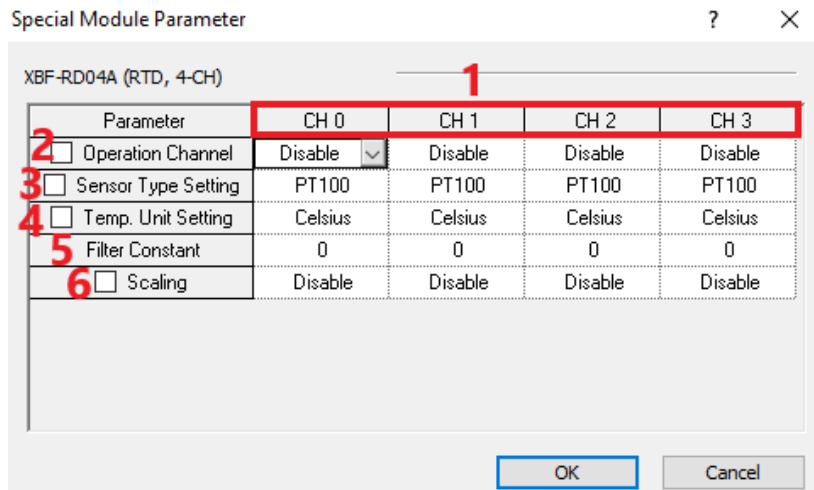 Special Module Parameter ? ×
XBF-RD04A (RTD, 4-CH)
1
Parameter CH 0 CH 1 CH 2 CH 3
2 Operation Channel Disable Disable Disable Disable
3 Sensor Type Setting PT100 PT100 PT100 PT100
4 Temp. Unit Setting Celsius Celsius Celsius Celsius
5 Filter Constant 0 0 0 0
6 Scaling Disable Disable Disable Disable
OK Cancel